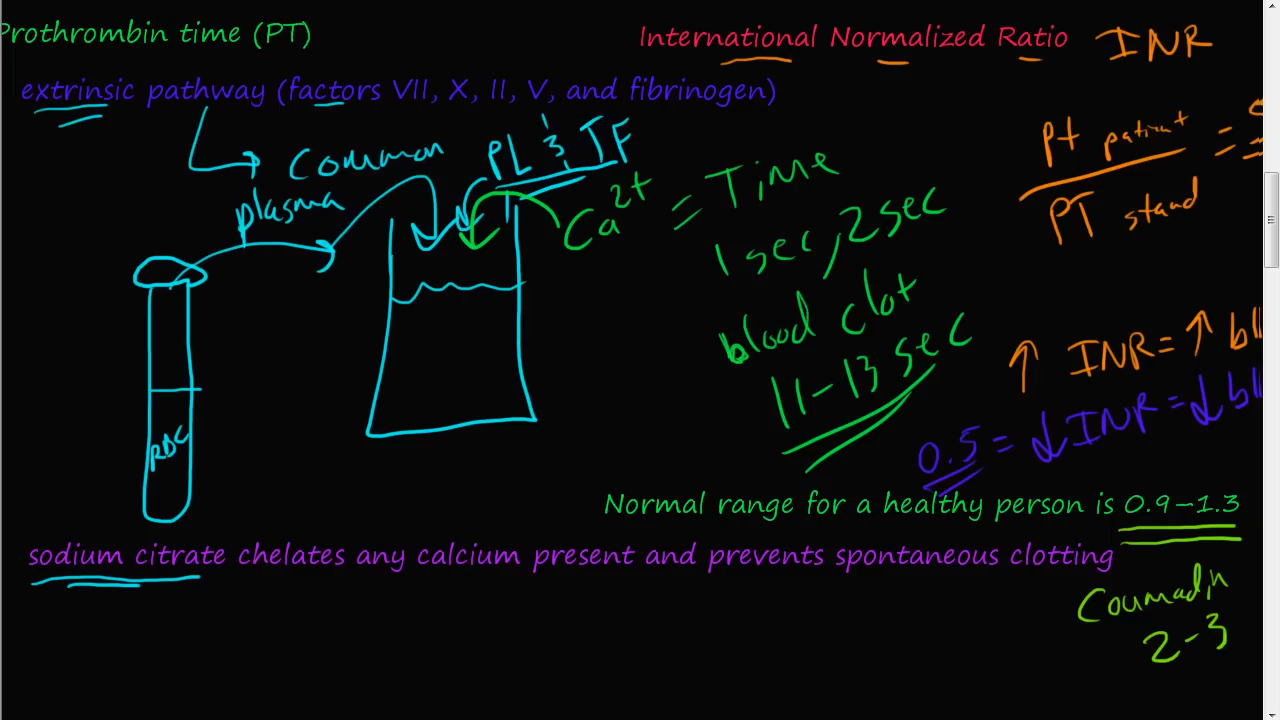 Prothrombin time (PT)
International Normalized Ratio INR
extrinsic pathway (factors VII, X, II, V, and fibrinogen)
Common
PL & TF
plasma
Ca²⁺ = Time
1 sec, 2 sec
blood clot
11-13 sec
Pt patient =
PT stand
↑ INR = ↑ bl
0.5 = ↓ INR = ↓ bl
RBC
Normal range for a healthy person is 0.9–1.3
sodium citrate chelates any calcium present and prevents spontaneous clotting
Coumadin
2-3